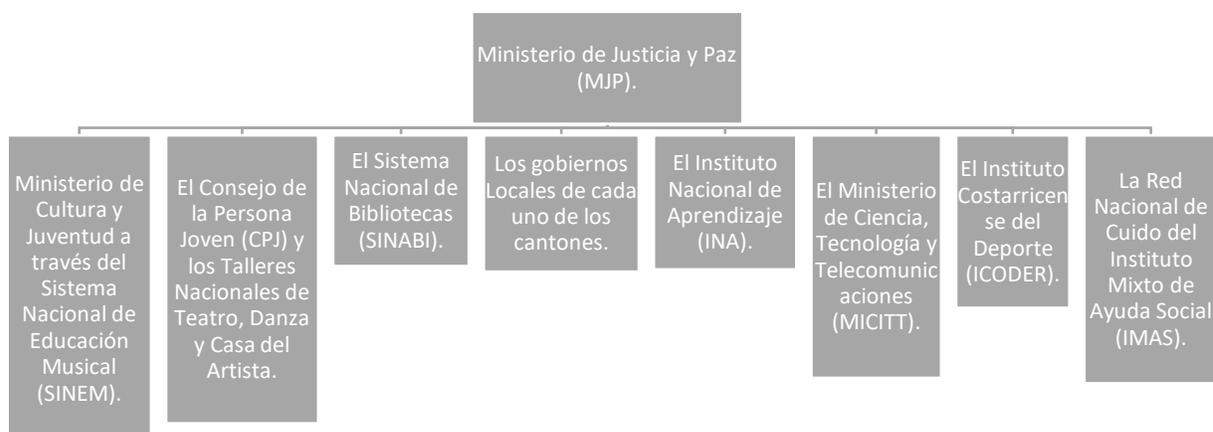 Ministerio de Justicia y Paz
(MJP).
Ministerio de
Cultura y
Juventud a
través del
Sistema
Nacional de
Educación
Musical
(SINEM).
El Consejo de
la Persona
Joven (CPJ) y
los Talleres
Nacionales de
Teatro, Danza
y Casa del
Artista.
El Sistema
Nacional de
Bibliotecas
(SINABI).
Los gobiernos
Locales de cada
uno de los
cantones.
El Instituto
Nacional de
Aprendizaje
(INA).
El Ministerio
de Ciencia,
Tecnología y
Telecomunic
aciones
(MICITT).
El Instituto
Costarricen
se del
Deporte
(ICODER).
La Red
Nacional de
Cuido del
Instituto
Mixto de
Ayuda Social
(IMAS).